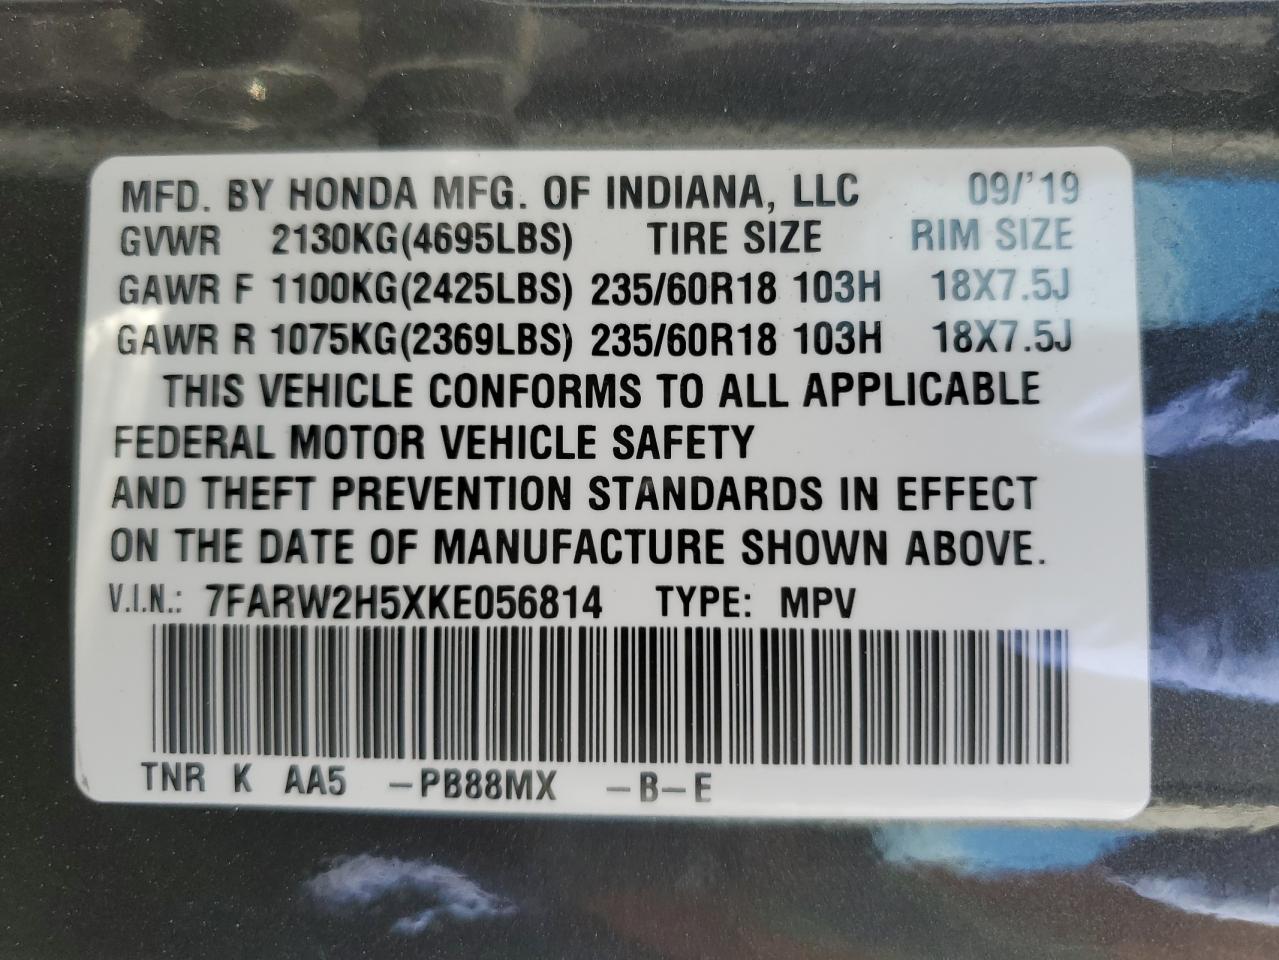 MFD. BY HONDA MFG. OF INDIANA, LLC 09/'19
GVWR 2130KG(4695LBS) TIRE SIZE RIM SIZE
GAWR F 1100KG(2425LBS) 235/60R18 103H 18X7.5J
GAWR R 1075KG(2369LBS) 235/60R18 103H 18X7.5J
THIS VEHICLE CONFORMS TO ALL APPLICABLE
FEDERAL MOTOR VEHICLE SAFETY
AND THEFT PREVENTION STANDARDS IN EFFECT
ON THE DATE OF MANUFACTURE SHOWN ABOVE.
V.I.N.: 7FARW2H5XKE056814 TYPE: MPV
TNR K AA5 -PB88MX -B-E